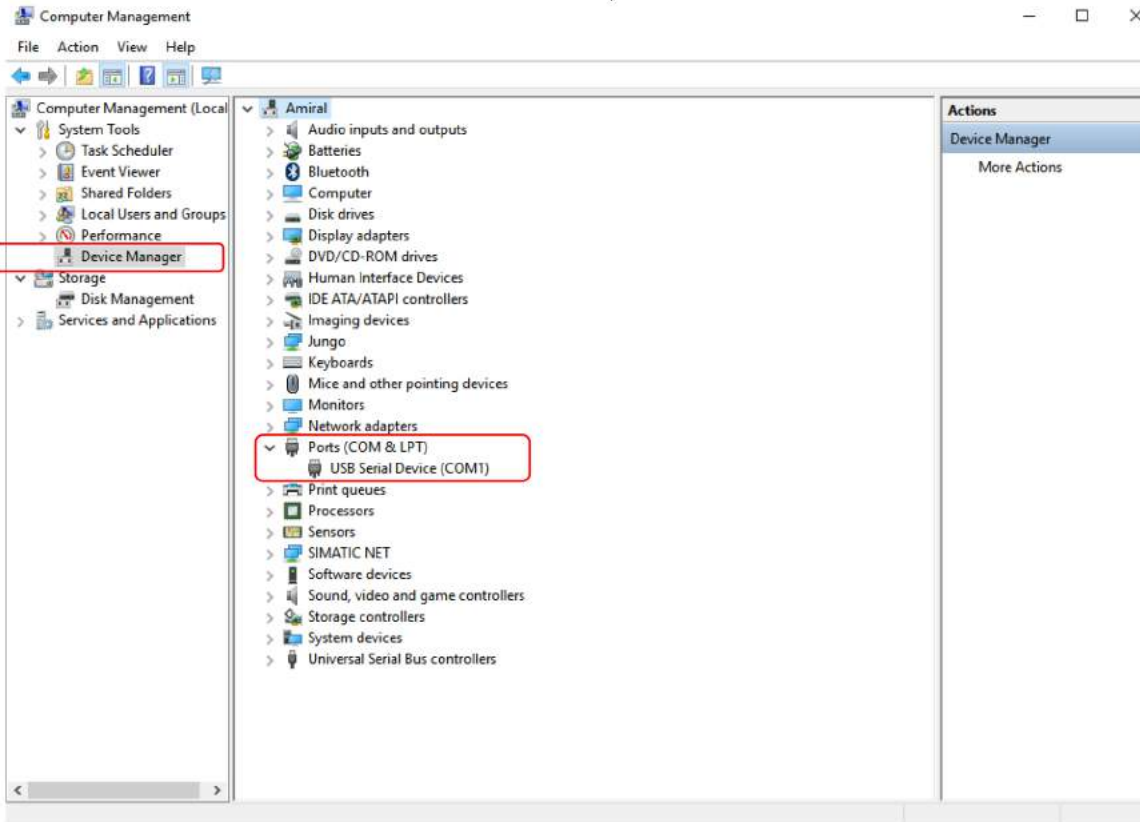 Computer Management
File Action View Help
Computer Management (Local
System Tools
Task Scheduler
Event Viewer
Shared Folders
Local Users and Groups
Performance
Device Manager
Storage
Disk Management
Services and Applications
Amiral
Audio inputs and outputs
Batteries
Bluetooth
Computer
Disk drives
Display adapters
DVD/CD-ROM drives
Human Interface Devices
IDE ATA/ATAPI controllers
Imaging devices
Jungo
Keyboards
Mice and other pointing devices
Monitors
Network adapters
Ports (COM & LPT)
USB Serial Device (COM1)
Print queues
Processors
Sensors
SIMATIC NET
Software devices
Sound, video and game controllers
Storage controllers
System devices
Universal Serial Bus controllers
Actions
Device Manager
More Actions